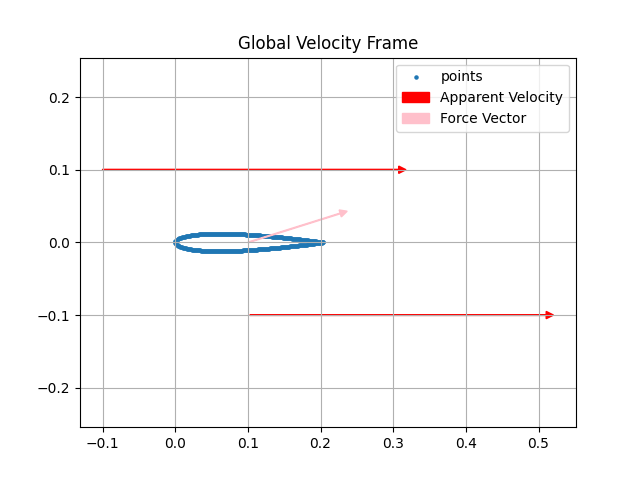 Global Velocity Frame
points
Apparent Velocity
Force Vector
0.2
0.1
0.0
−0.1
−0.2
−0.1 0.0 0.1 0.2 0.3 0.4 0.5